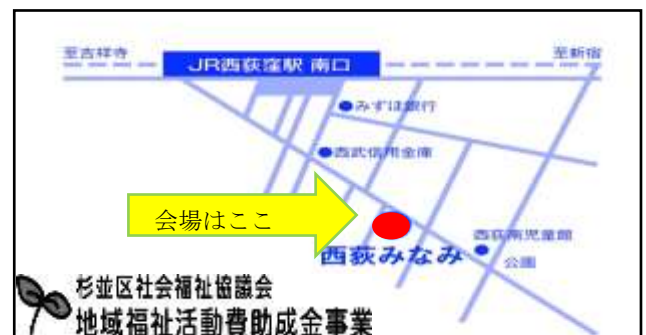 至吉祥寺
JR西荻窪駅 南口
至新宿
みずほ銀行
西武信用金庫
会場はここ
西荻みなみ
西荻南児童館
公園
杉並区社会福祉協議会
地域福祉活動費助成金事業